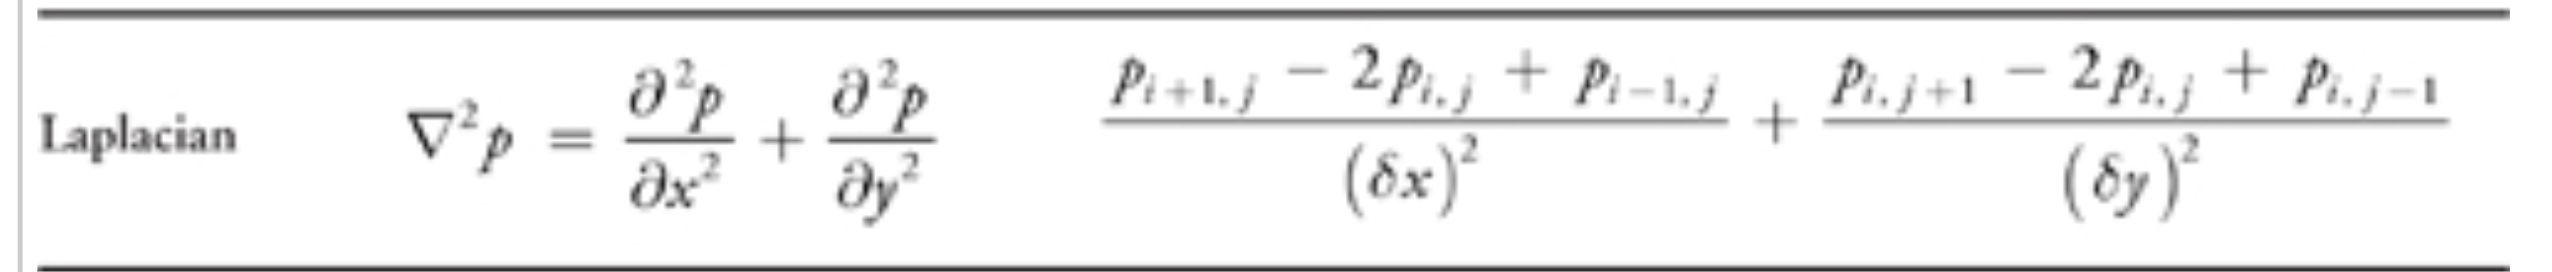 Laplacian ∇²p = ∂²p/∂x² + ∂²p/∂y² (p_{i+1,j} − 2p_{i,j} + p_{i−1,j})/(δx)² + (p_{i,j+1} − 2p_{i,j} + p_{i,j−1})/(δy)²